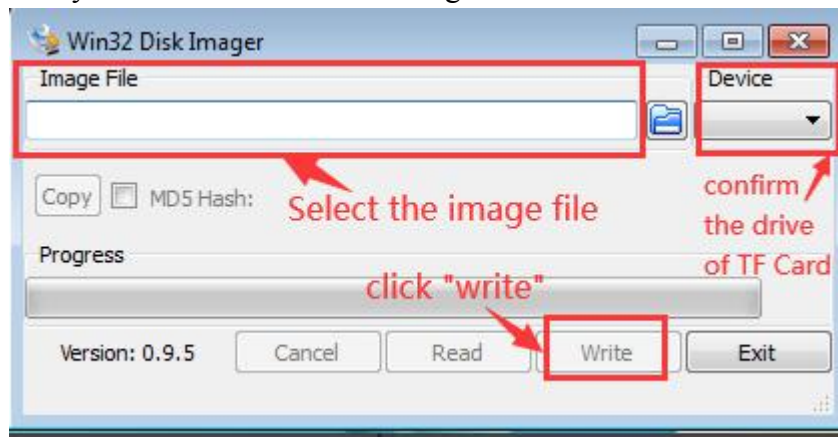 Win32 Disk Imager
Image File
Device
Copy
MD5 Hash:
Select the image file
confirm
the drive
of TF Card
Progress
click "write"
Version: 0.9.5
Cancel
Read
Write
Exit